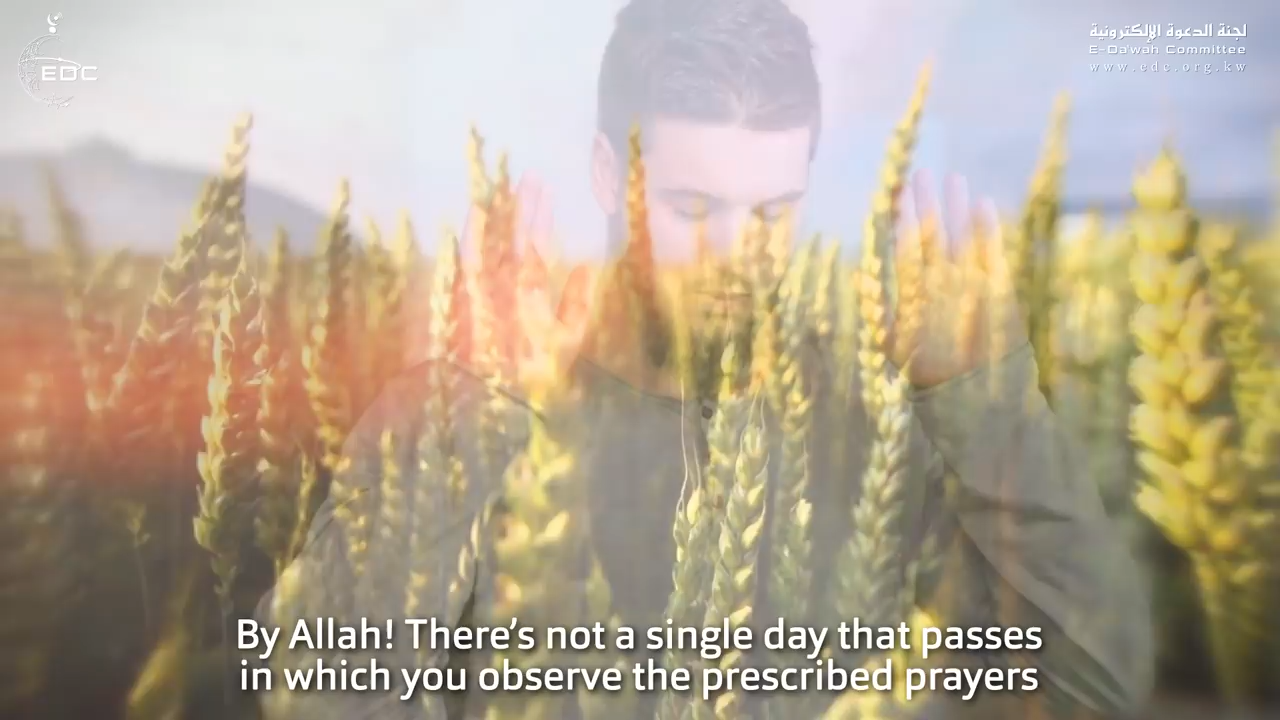 EDC
لجنة الدعوة الإلكترونية
E-Da'wah Committee
www.edc.org.kw
By Allah! There's not a single day that passes
in which you observe the prescribed prayers